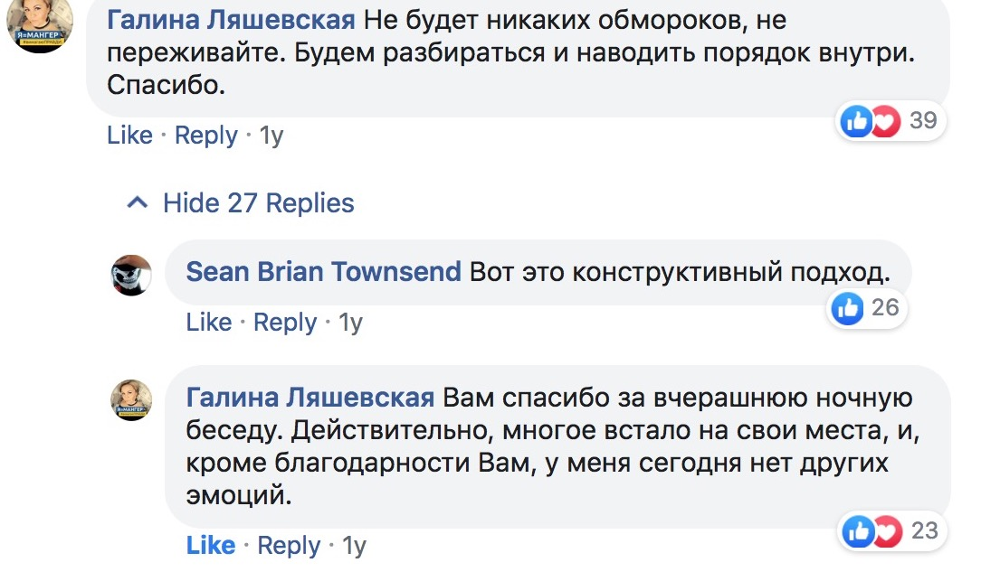 Галина Ляшевская Не будет никаких обмороков, не
переживайте. Будем разбираться и наводить порядок внутри.
Спасибо.
Like · Reply · 1y
39
Hide 27 Replies
Sean Brian Townsend Вот это конструктивный подход.
26
Like · Reply · 1y
Галина Ляшевская Вам спасибо за вчерашнюю ночную
беседу. Действительно, многое встало на свои места, и,
кроме благодарности Вам, у меня сегодня нет других
эмоций.
23
Like · Reply · 1y
Я=МАНГЕР